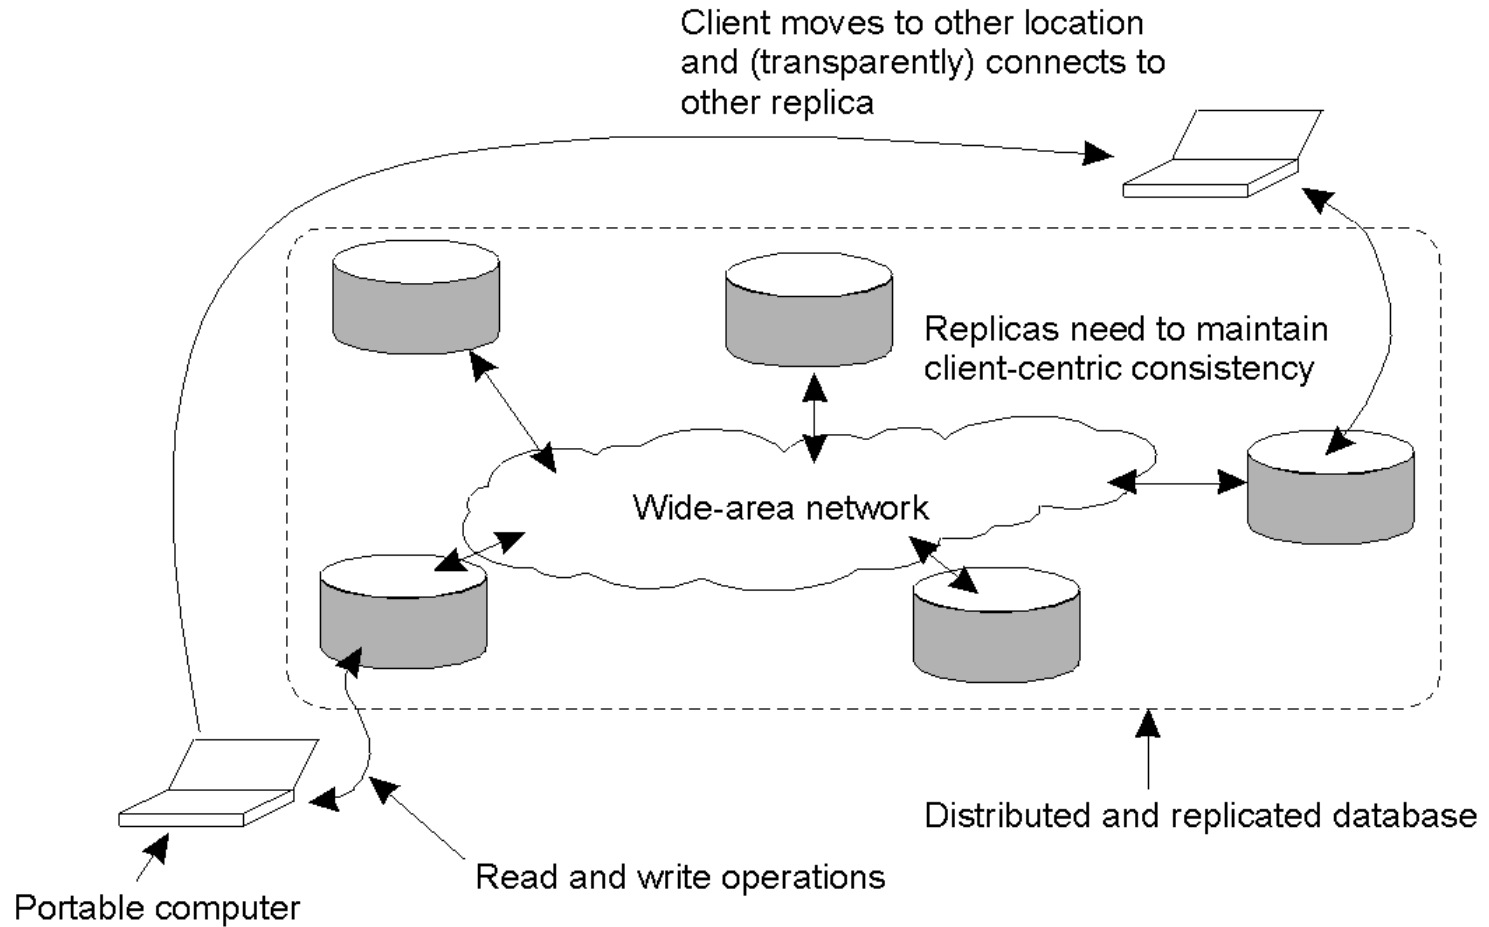 Client moves to other location
and (transparently) connects to
other replica
Replicas need to maintain
client-centric consistency
Wide-area network
Distributed and replicated database
Read and write operations
Portable computer